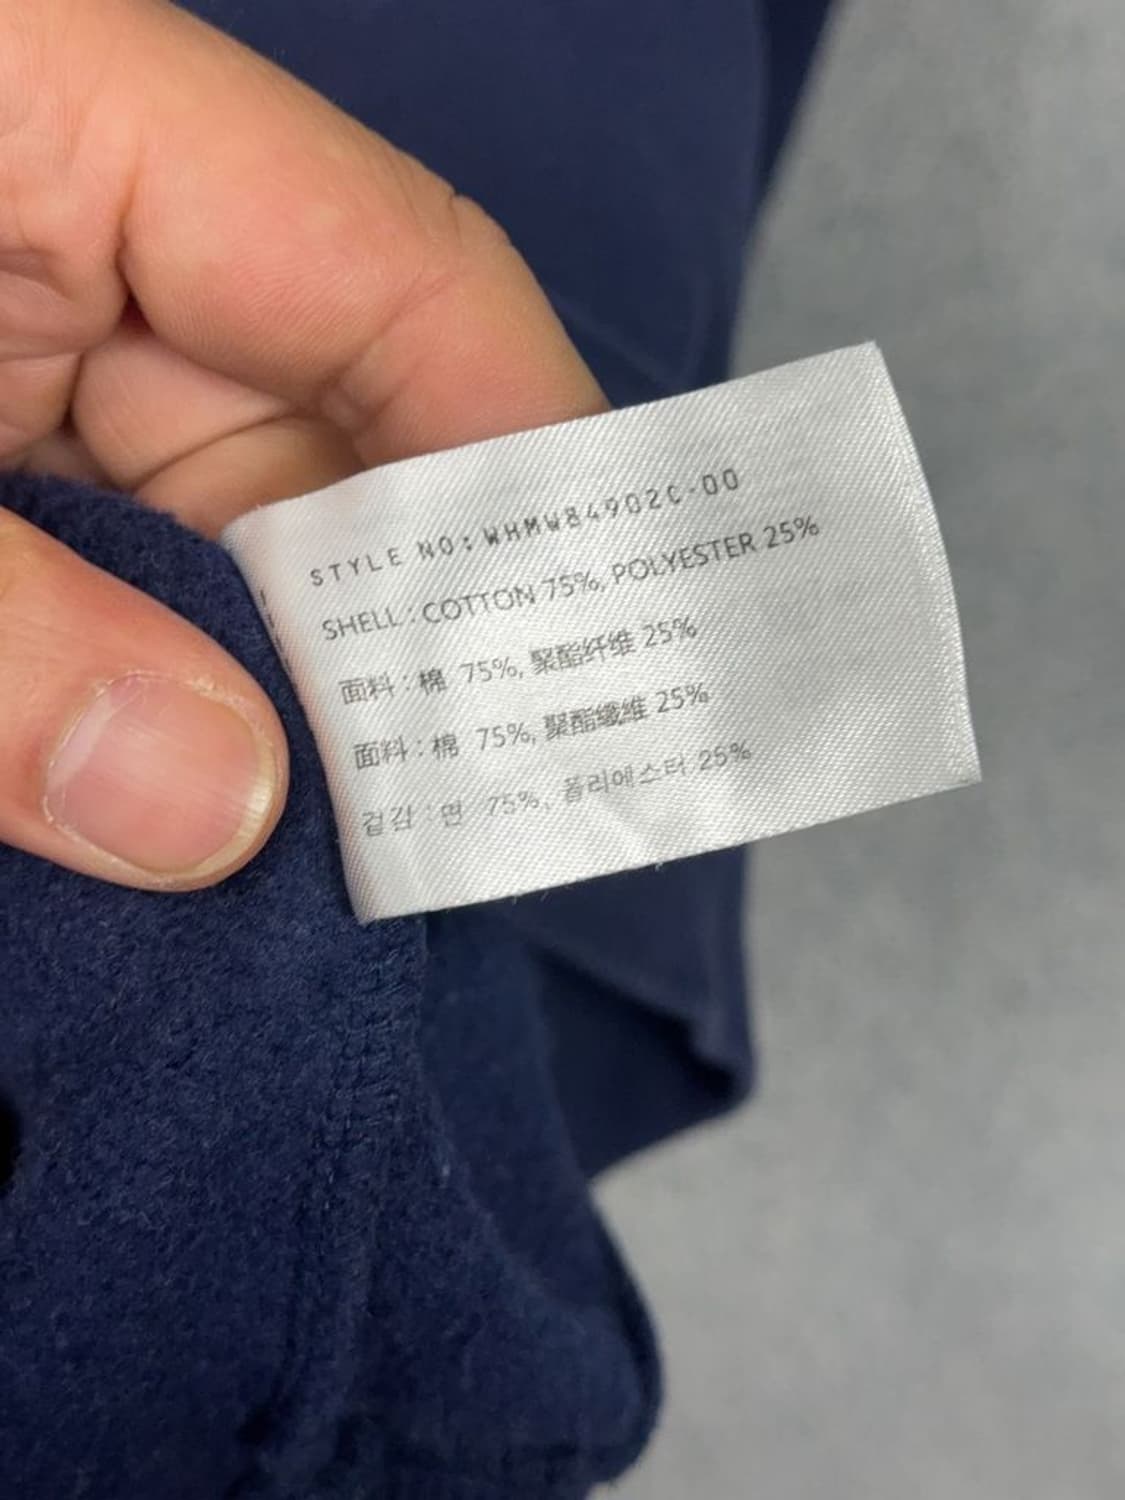 STYLE NO: WHMW84902C-00
SHELL : COTTON 75%, POLYESTER 25%
面料 : 棉 75%, 聚酯纤维 25%
面料 : 棉 75%, 聚酯纖維 25%
겉감 : 면 75%, 폴리에스터 25%